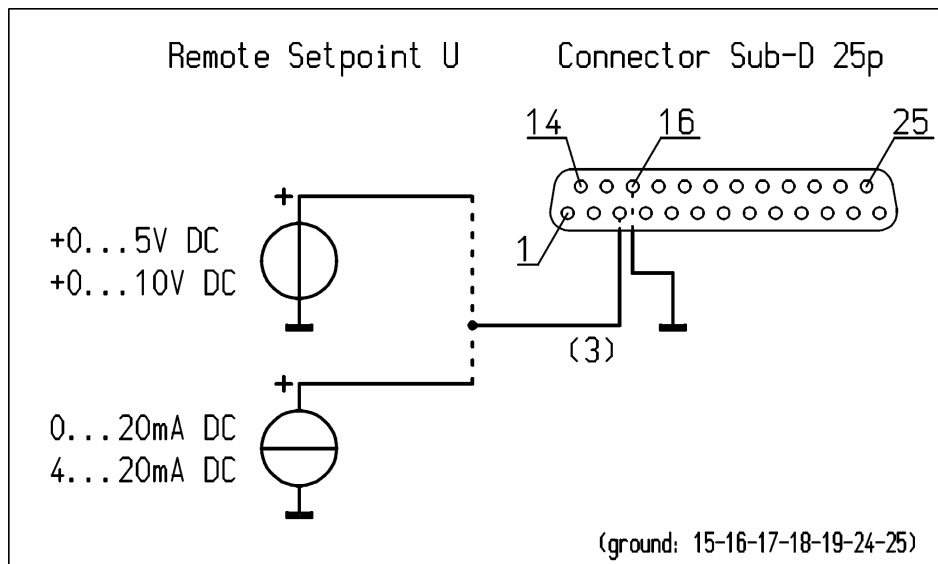 Remote Setpoint U
Connector Sub-D 25p
14
16
25
1
+
+0...5V DC
+0...10V DC
(3)
+
0...20mA DC
4...20mA DC
(ground: 15-16-17-18-19-24-25)